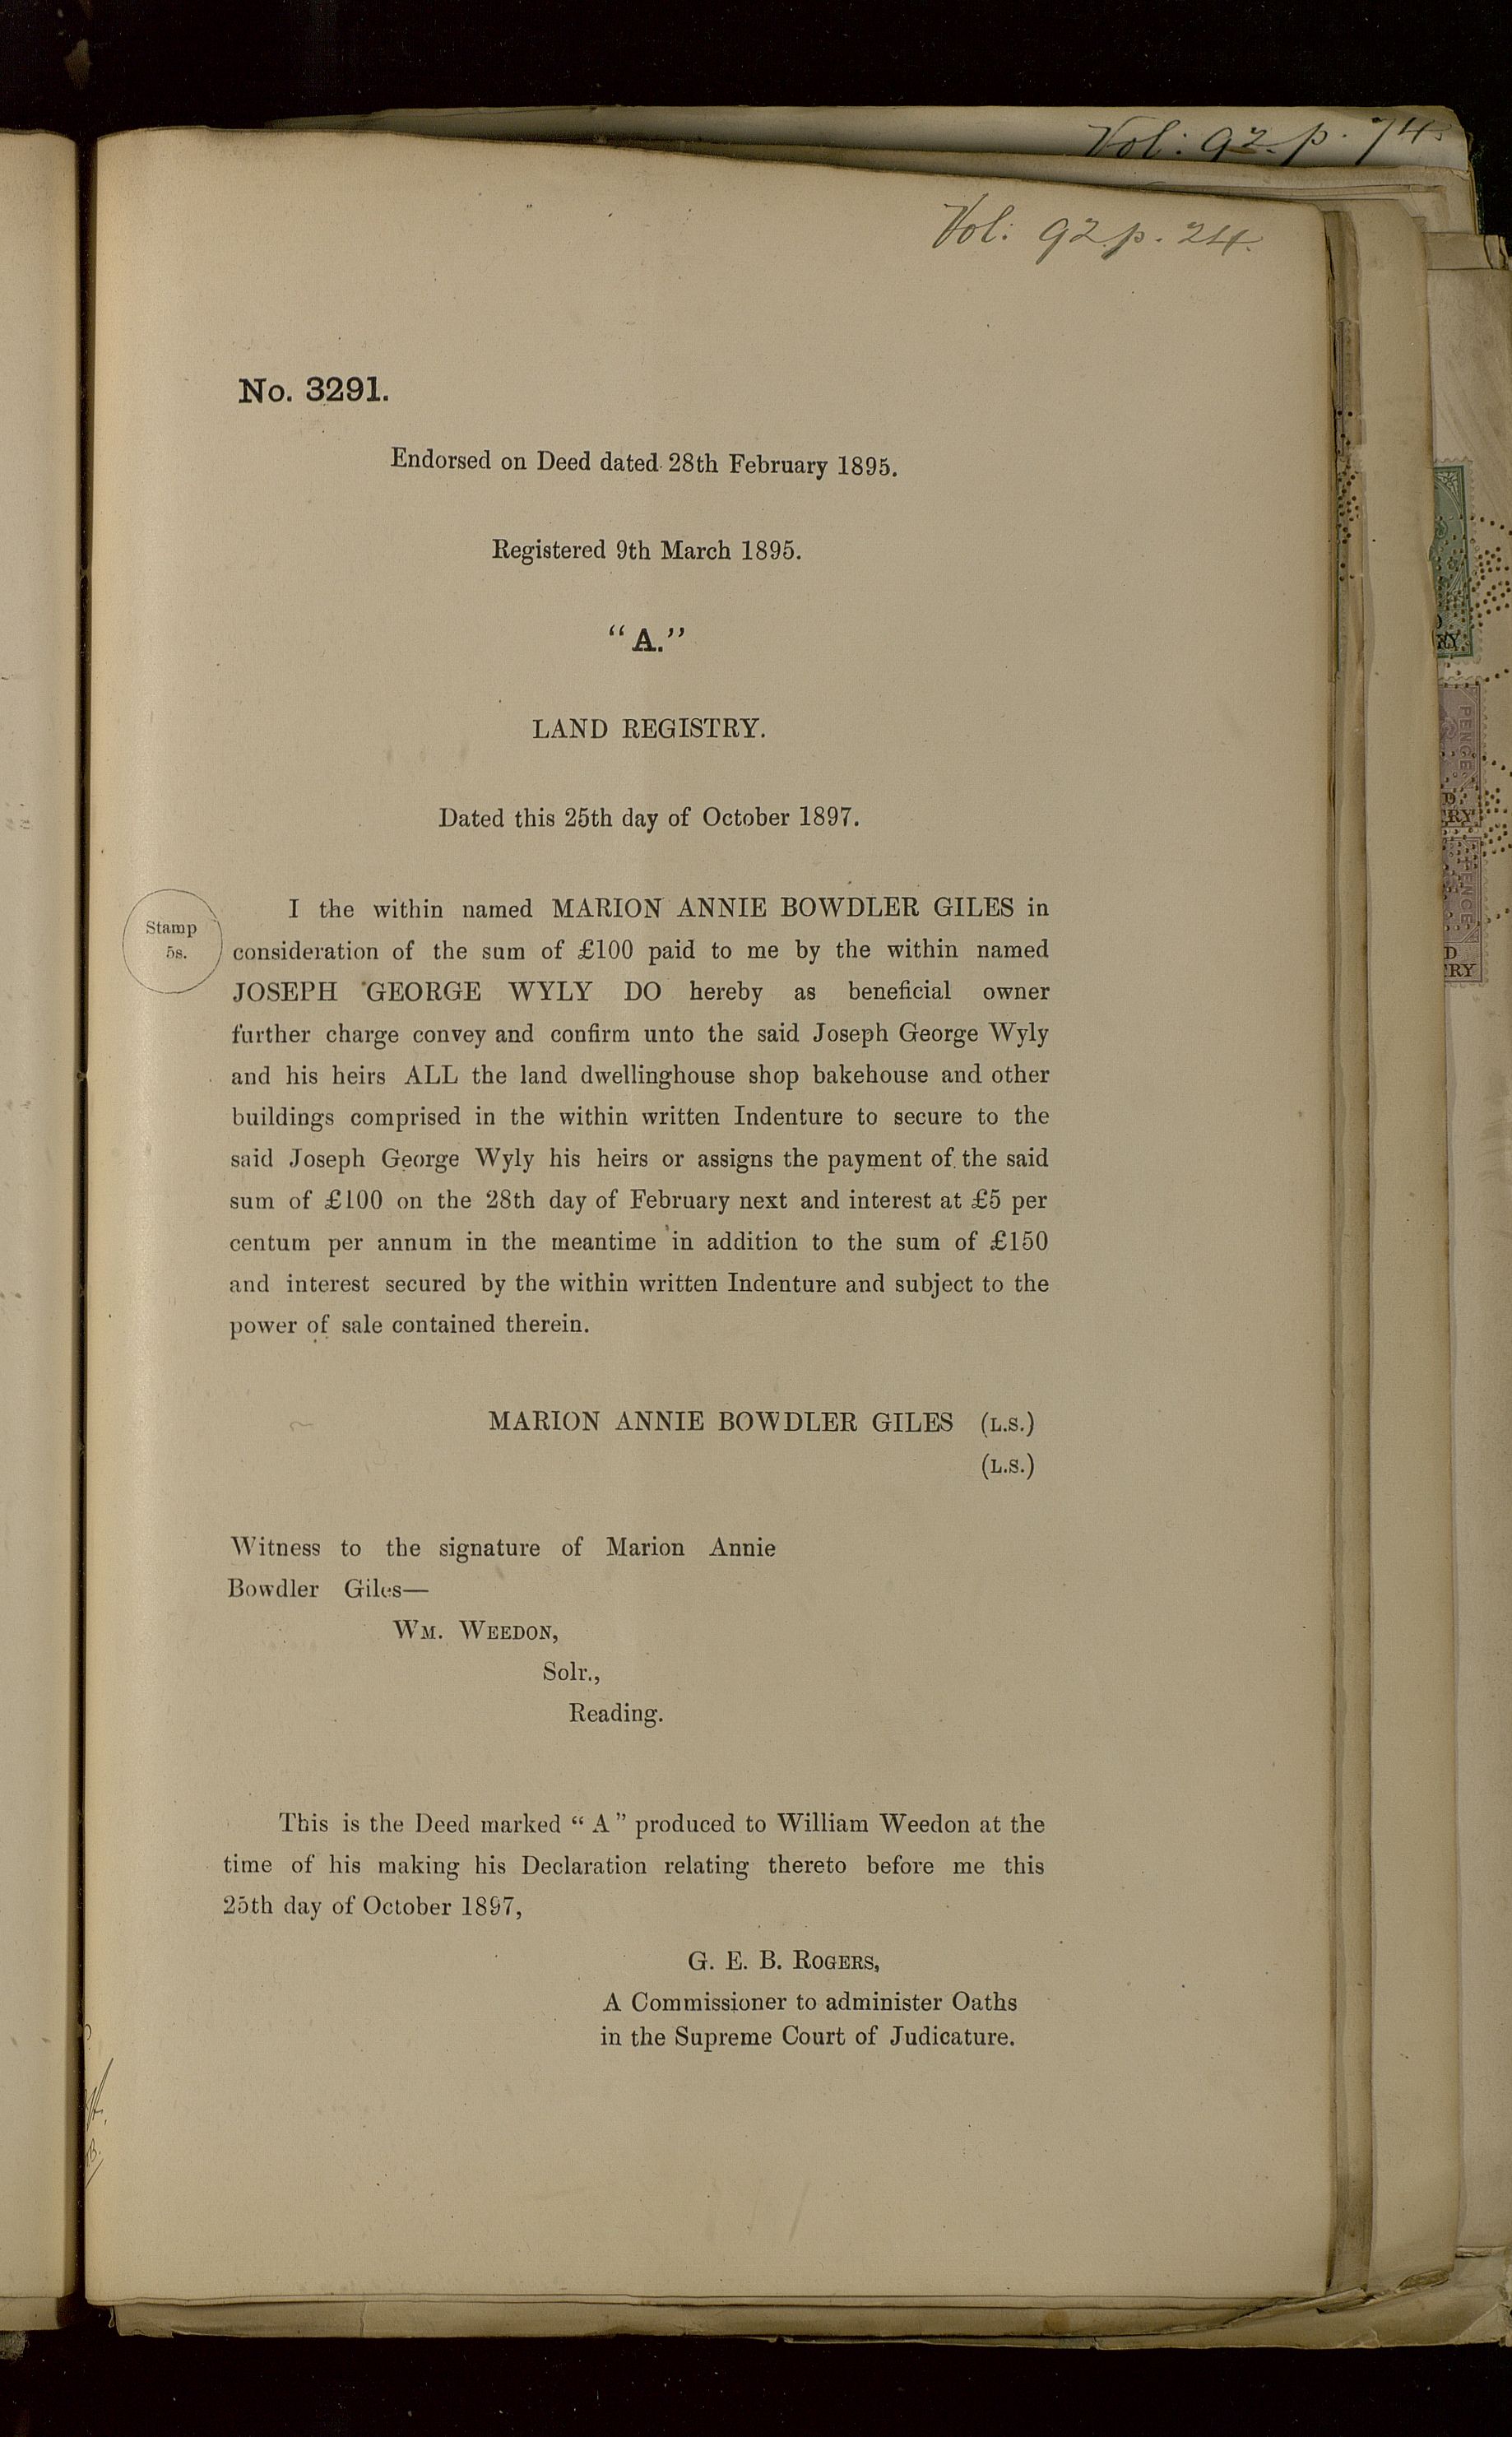 Vol: 92. p. 74.
Vol: 92 p. 24.
No. 3291.
Endorsed on Deed dated 28th February 1895.
Registered 9th March 1895.
“A.”
LAND REGISTRY.
Dated this 25th day of October 1897.
Stamp
5s.
I the within named MARION ANNIE BOWDLER GILES in
consideration of the sum of £100 paid to me by the within named
JOSEPH GEORGE WYLY DO hereby as beneficial owner
further charge convey and confirm unto the said Joseph George Wyly
and his heirs ALL the land dwellinghouse shop bakehouse and other
buildings comprised in the within written Indenture to secure to the
said Joseph George Wyly his heirs or assigns the payment of the said
sum of £100 on the 28th day of February next and interest at £5 per
centum per annum in the meantime in addition to the sum of £150
and interest secured by the within written Indenture and subject to the
power of sale contained therein.
MARION ANNIE BOWDLER GILES (L.S.)
(L.S.)
Witness to the signature of Marion Annie
Bowdler Giles—
WM. WEEDON,
Solr.,
Reading.
This is the Deed marked “A” produced to William Weedon at the
time of his making his Declaration relating thereto before me this
25th day of October 1897,
G. E. B. ROGERS,
A Commissioner to administer Oaths
in the Supreme Court of Judicature.
PENCE